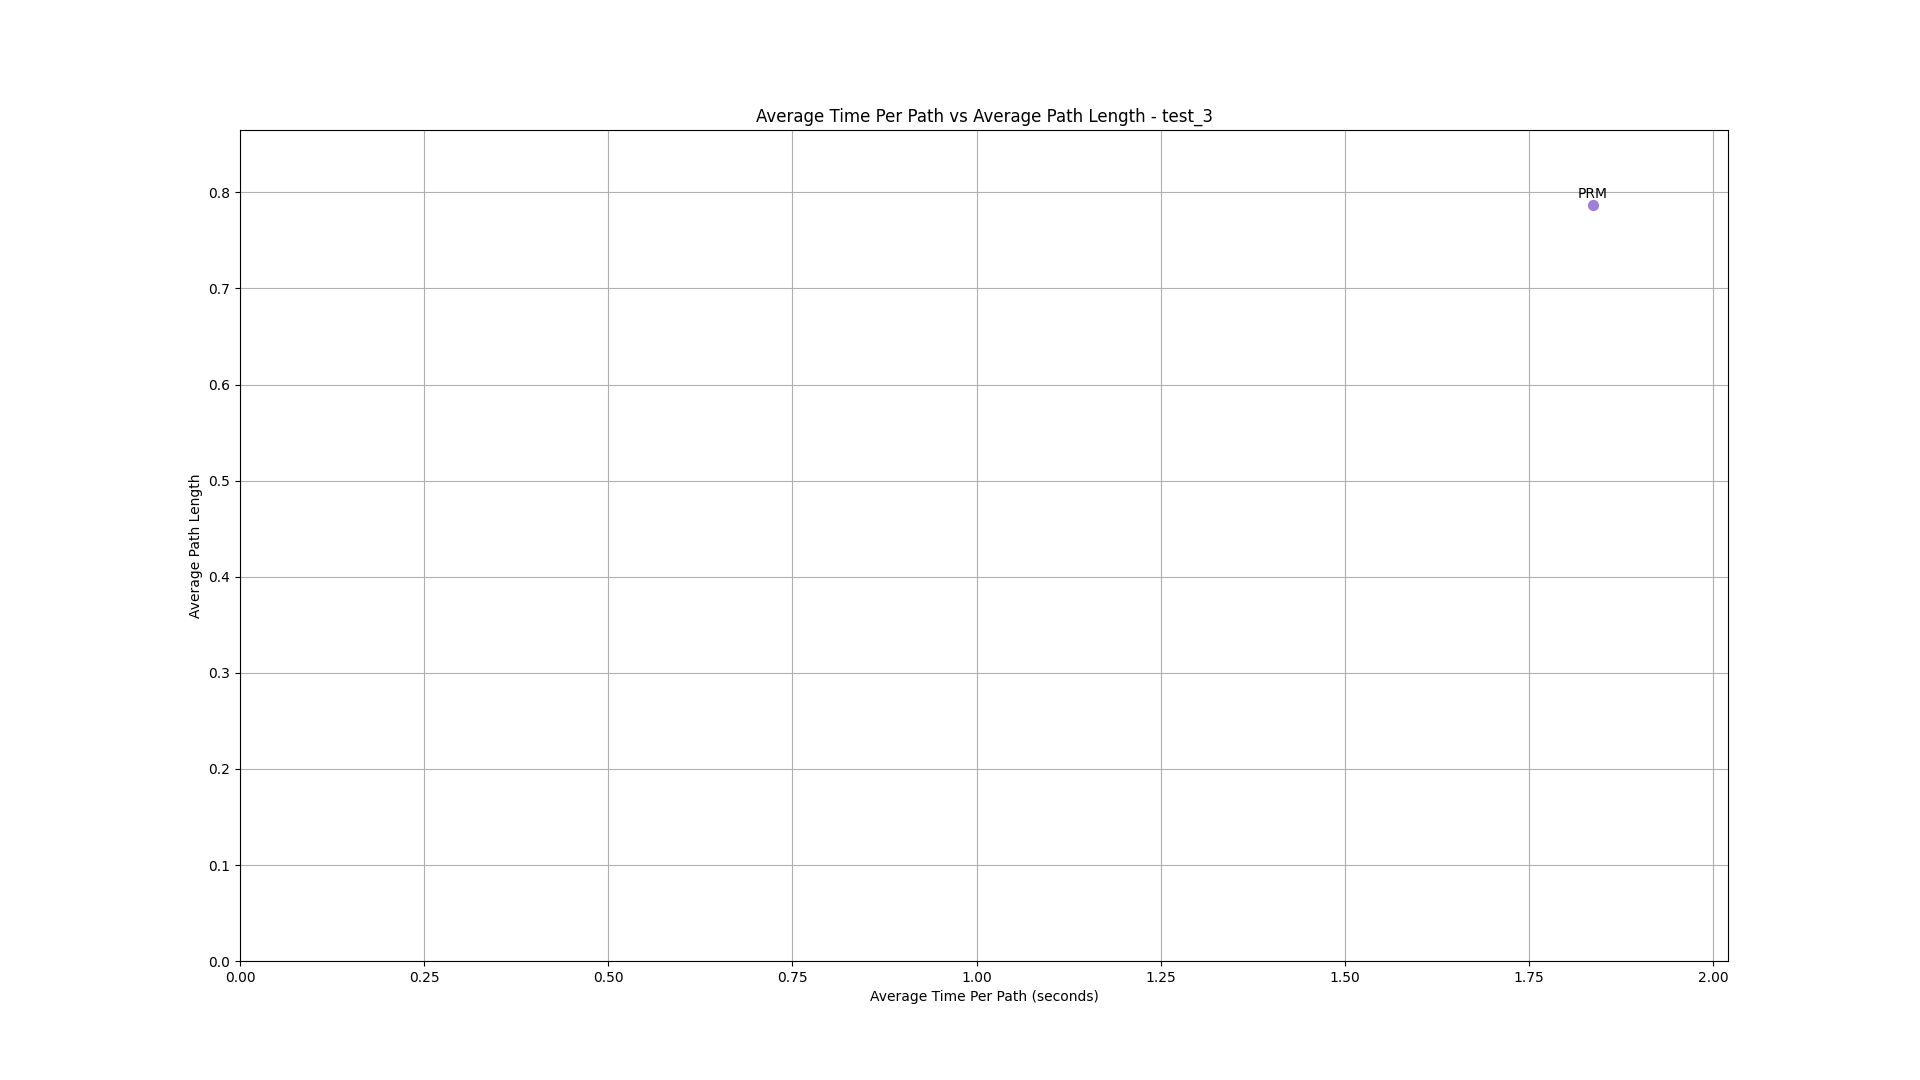 Average Time Per Path vs Average Path Length - test_3
PRM
Average Path Length
0.8
0.7
0.6
0.5
0.4
0.3
0.2
0.1
0.0
0.00 0.25 0.50 0.75 1.00 1.25 1.50 1.75 2.00
Average Time Per Path (seconds)